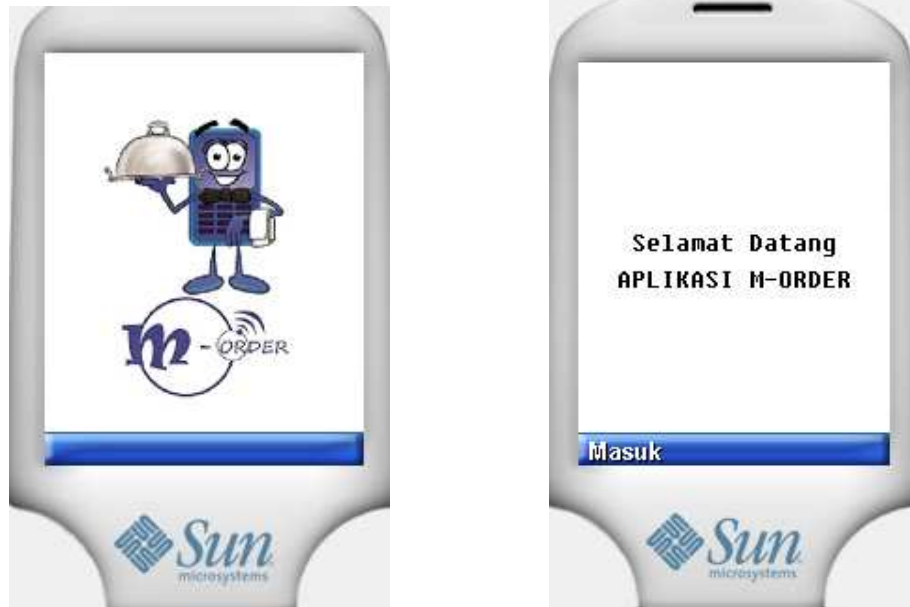 m - ORDER
Sun
microsystems
Selamat Datang
APLIKASI M-ORDER
Masuk
Sun
microsystems